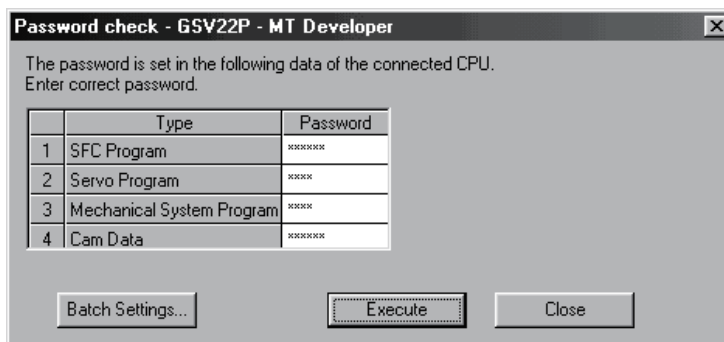 Password check - GSV22P - MT Developer
The password is set in the following data of the connected CPU.
Enter correct password.
Type Password
1 SFC Program ******
2 Servo Program ****
3 Mechanical System Program ****
4 Cam Data ******
Batch Settings... Execute Close